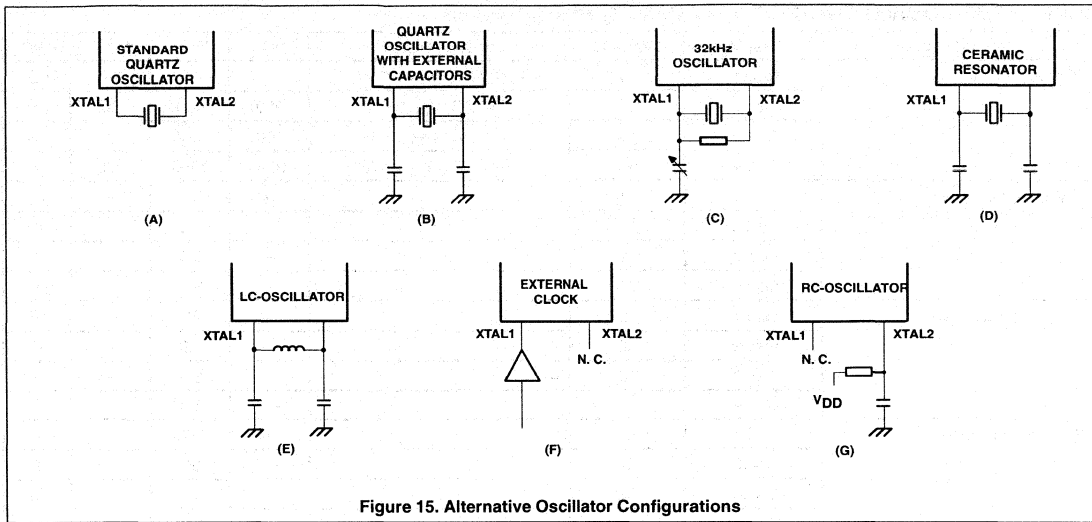 STANDARD
QUARTZ
OSCILLATOR
XTAL1
XTAL2
(A)
QUARTZ
OSCILLATOR
WITH EXTERNAL
CAPACITORS
XTAL1
XTAL2
(B)
32kHz
OSCILLATOR
XTAL1
XTAL2
(C)
CERAMIC
RESONATOR
XTAL1
XTAL2
(D)
LC-OSCILLATOR
XTAL1
(E)
EXTERNAL
CLOCK
XTAL1
XTAL2
N. C.
(F)
RC-OSCILLATOR
XTAL1
XTAL2
N. C.
VDD
(G)
Figure 15. Alternative Oscillator Configurations